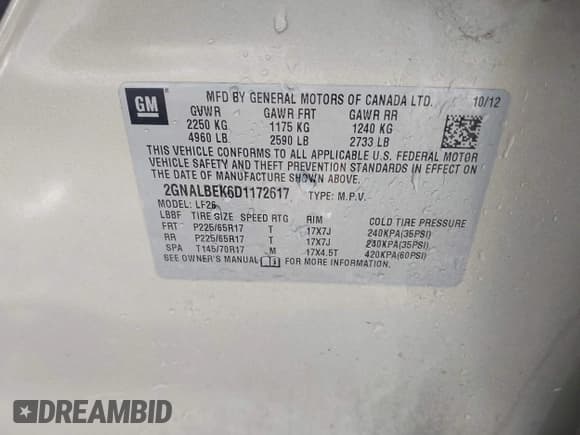 GM
MFD BY GENERAL MOTORS OF CANADA LTD. 10/12
GVWR GAWR FRT GAWR RR
2250 KG 1175 KG 1240 KG
4960 LB 2590 LB 2733 LB
THIS VEHICLE CONFORMS TO ALL APPLICABLE U.S. FEDERAL MOTOR
VEHICLE SAFETY AND THEFT PREVENTION STANDARDS IN EFFECT ON
THE DATE OF MANUFACTURE SHOWN ABOVE.
2GNALBEK6D1172617 TYPE: M.P.V.
MODEL: LF26
LBBF TIRE SIZE SPEED RTG RIM COLD TIRE PRESSURE
FRT P225/65R17 T 17X7J 240KPA(35PSI)
RR P225/65R17 T 17X7J 240KPA(35PSI)
SPA T145/70R17 M 17X4.5T 420KPA(60PSI)
SEE OWNER'S MANUAL FOR MORE INFORMATION.
DREAMBID